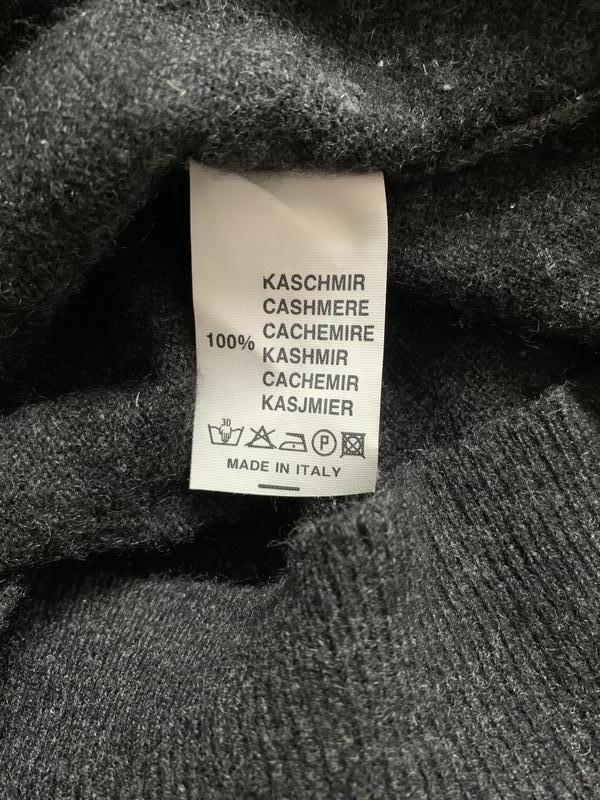 KASCHMIR
CASHMERE
100% CACHEMIRE
KASHMIR
CACHEMIR
KASJMIER
30
P
MADE IN ITALY